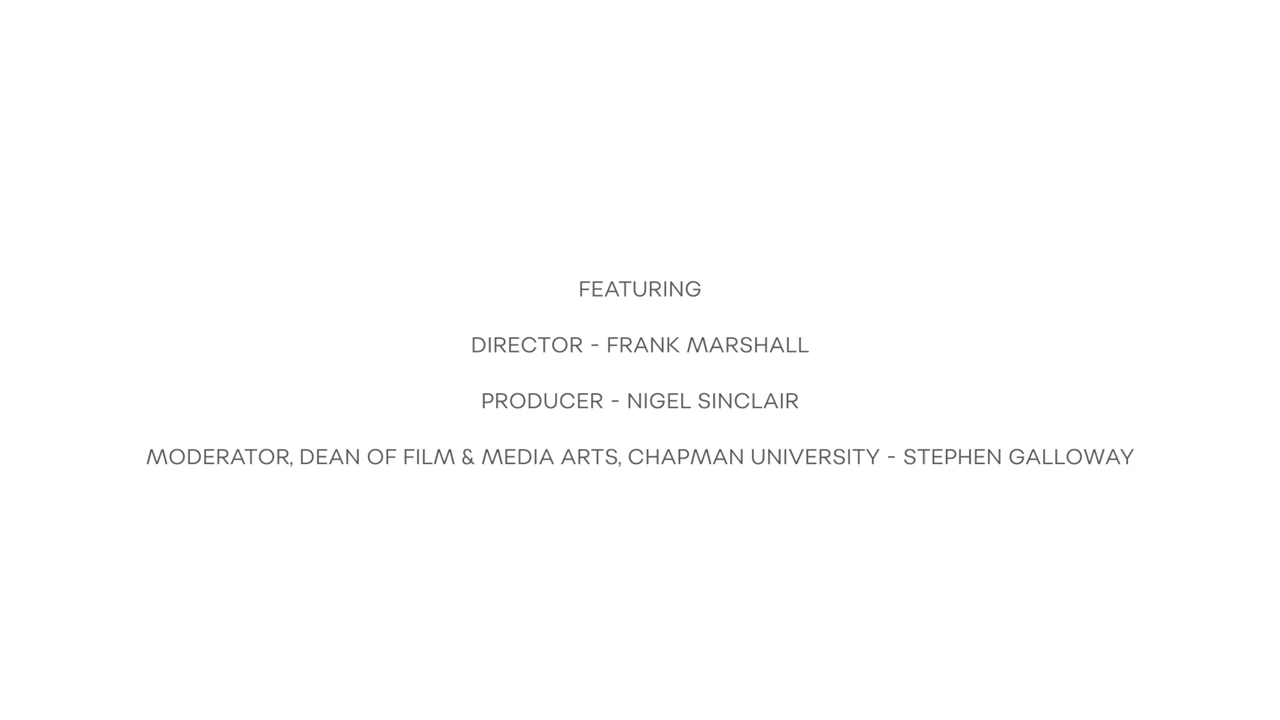 FEATURING
DIRECTOR - FRANK MARSHALL
PRODUCER - NIGEL SINCLAIR
MODERATOR, DEAN OF FILM & MEDIA ARTS, CHAPMAN UNIVERSITY - STEPHEN GALLOWAY